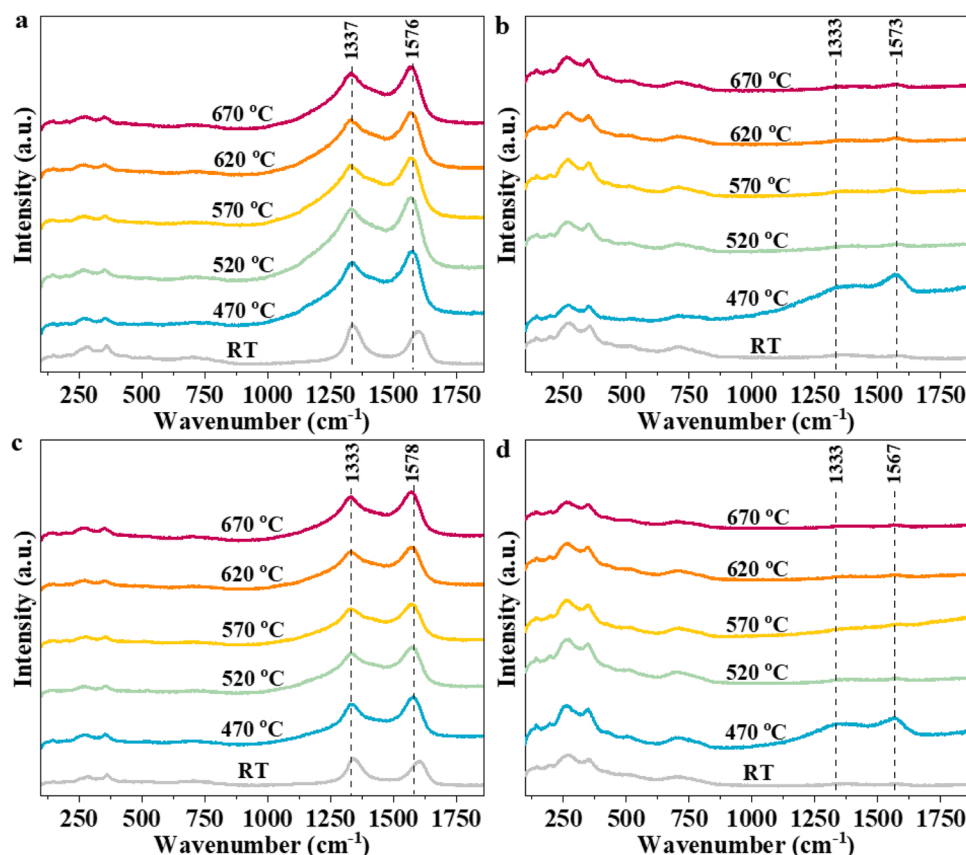 a
1337
1576
670 °C
620 °C
570 °C
520 °C
470 °C
RT
Intensity (a.u.)
250 500 750 1000 1250 1500 1750
Wavenumber (cm⁻¹)
b
1333
1573
670 °C
620 °C
570 °C
520 °C
470 °C
RT
Intensity (a.u.)
250 500 750 1000 1250 1500 1750
Wavenumber (cm⁻¹)
c
1333
1578
670 °C
620 °C
570 °C
520 °C
470 °C
RT
Intensity (a.u.)
250 500 750 1000 1250 1500 1750
Wavenumber (cm⁻¹)
d
1333
1567
670 °C
620 °C
570 °C
520 °C
470 °C
RT
Intensity (a.u.)
250 500 750 1000 1250 1500 1750
Wavenumber (cm⁻¹)